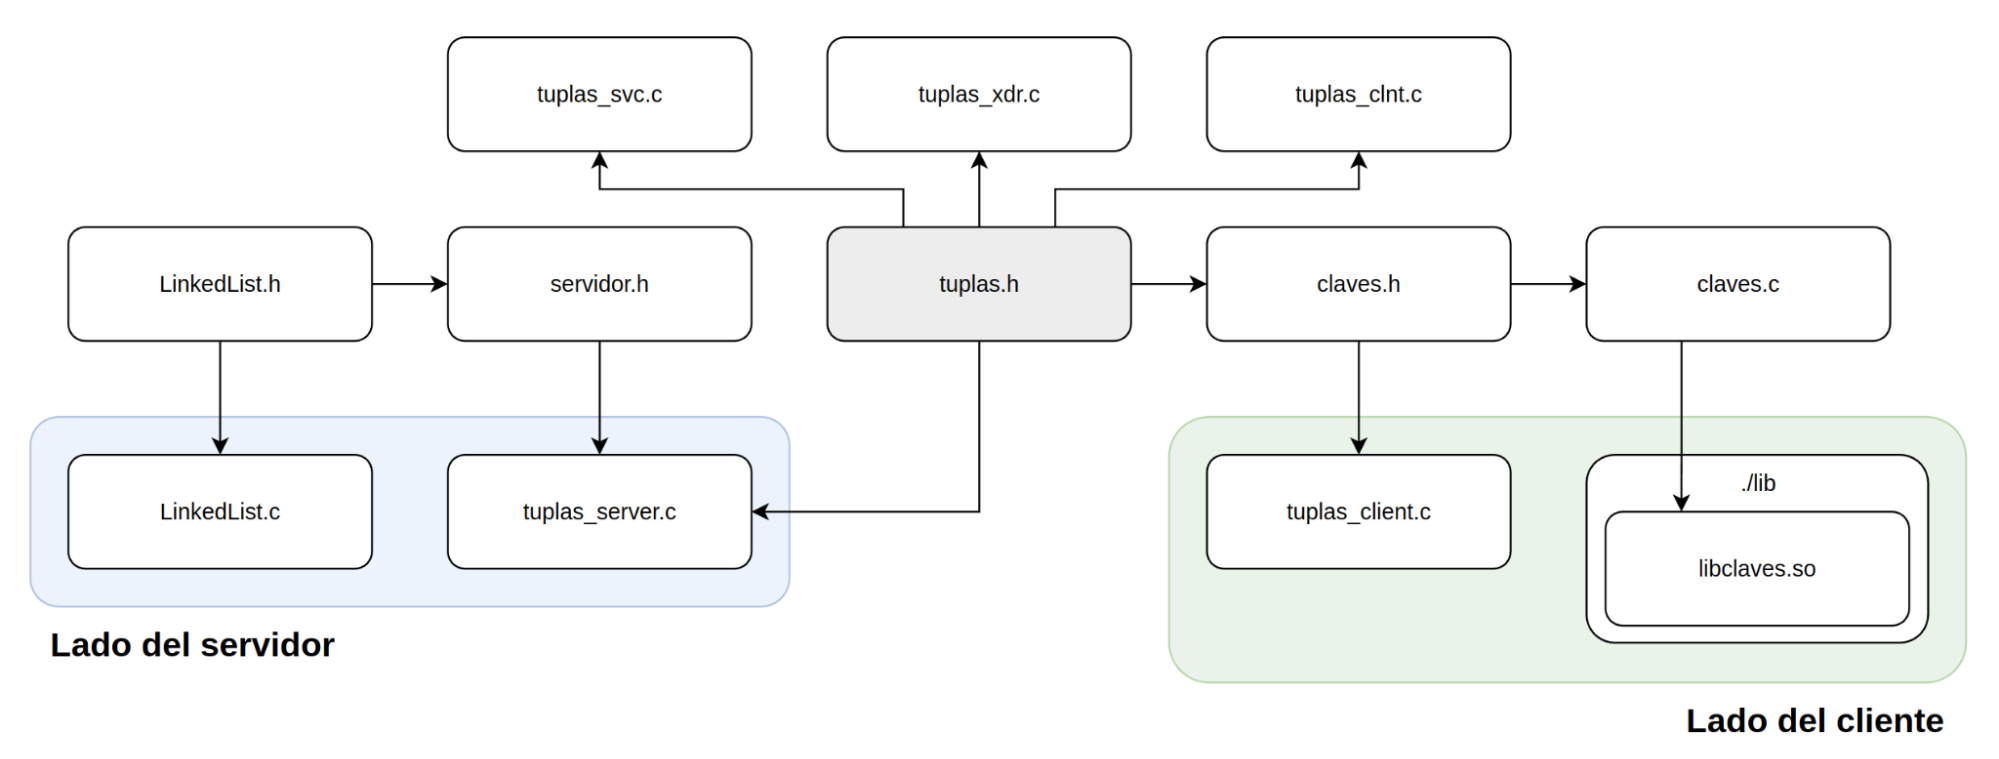 tuplas_svc.c
tuplas_xdr.c
tuplas_clnt.c
LinkedList.h
servidor.h
tuplas.h
claves.h
claves.c
./lib
LinkedList.c
tuplas_server.c
tuplas_client.c
libclaves.so
Lado del servidor
Lado del cliente